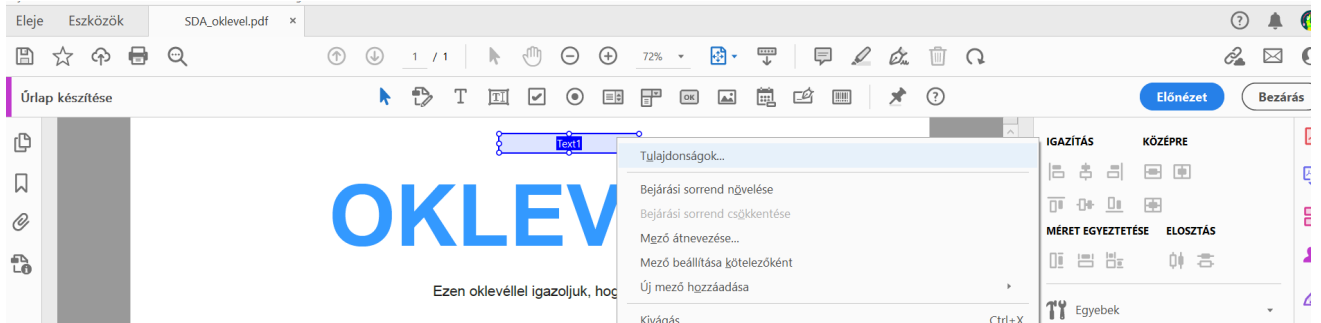 Eleje Eszközök SDA_oklevel.pdf ×
1 / 1 72%
Űrlap készítése Előnézet Bezárás
Text1
OKLEV
Ezen oklevéllel igazoljuk, hog
Tulajdonságok...
Bejárási sorrend növelése
Bejárási sorrend csökkentése
Mező átnevezése...
Mező beállítása kötelezőként
Új mező hozzáadása
Kivágás Ctrl+X
IGAZÍTÁS KÖZÉPRE
MÉRET EGYEZTETÉSE ELOSZTÁS
Egyebek